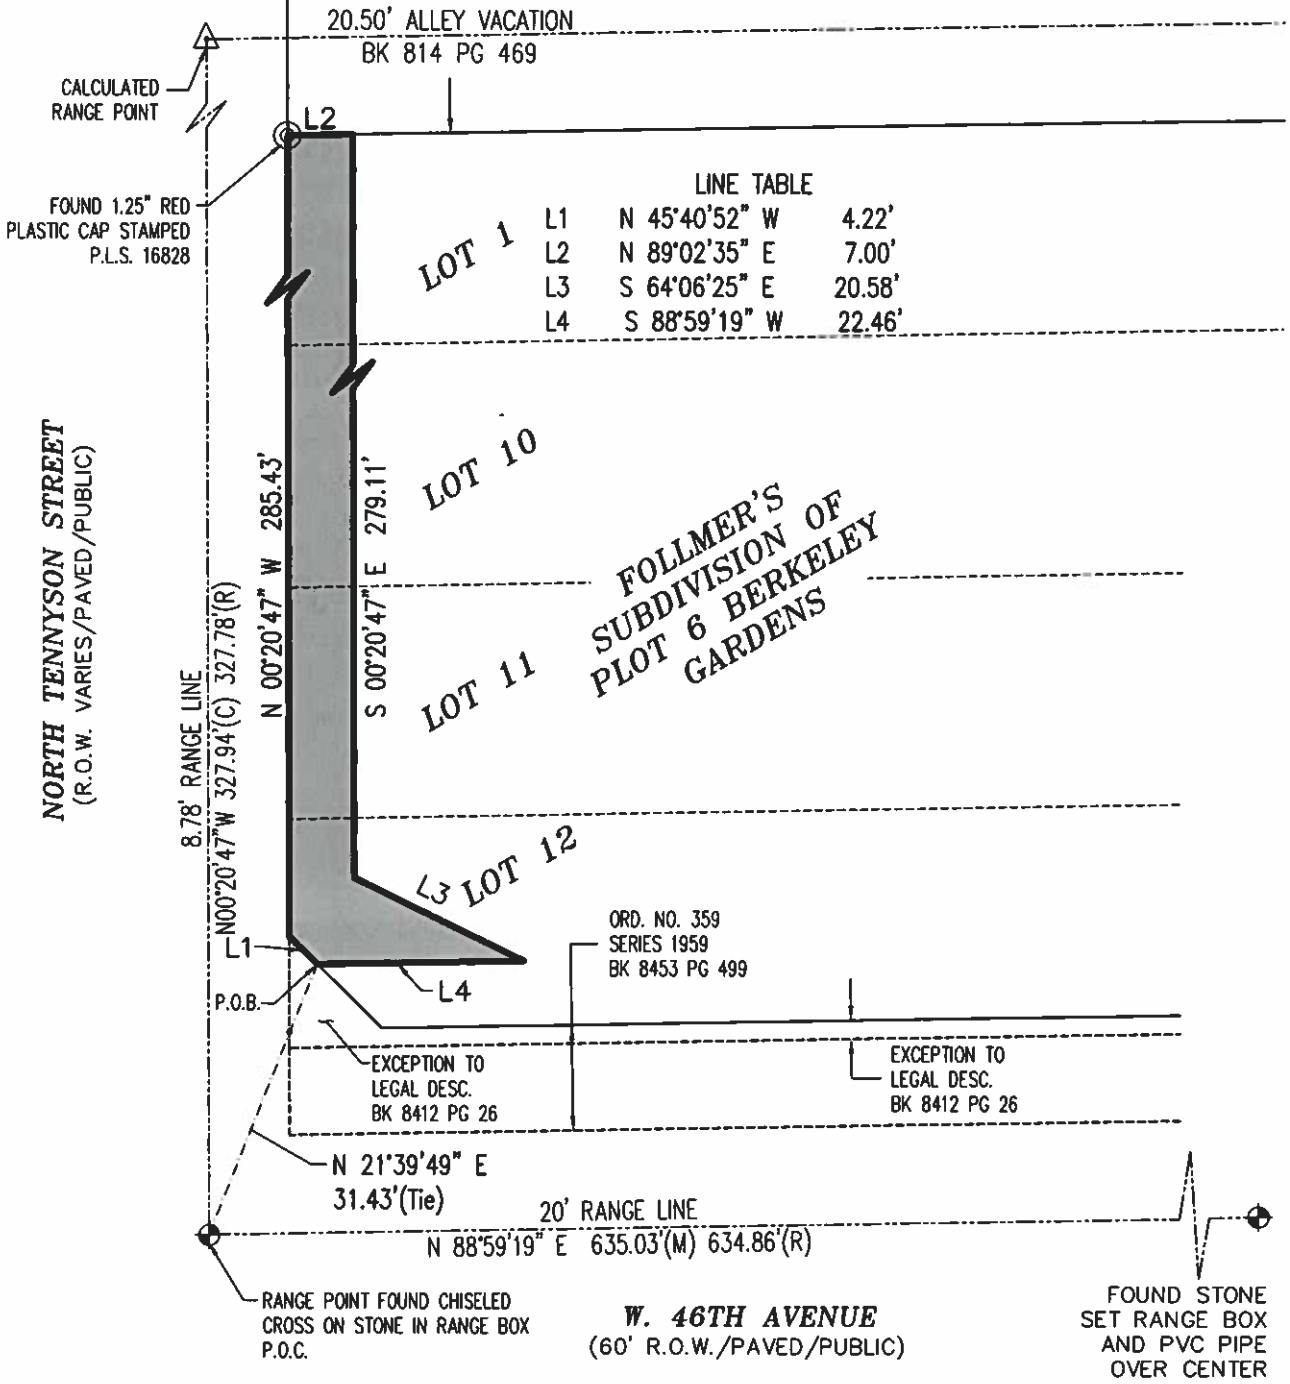 20.50' ALLEY VACATION
BK 814 PG 469
CALCULATED
RANGE POINT
L2
FOUND 1.25" RED
PLASTIC CAP STAMPED
P.L.S. 16828
LINE TABLE
L1 N 45°40'52" W 4.22'
L2 N 89°02'35" E 7.00'
L3 S 64°06'25" E 20.58'
L4 S 88°59'19" W 22.46'
LOT 1
LOT 10
LOT 11
LOT 12
FOLLMER'S
SUBDIVISION OF
PLOT 6 BERKELEY
GARDENS
NORTH TENNYSON STREET
(R.O.W. VARIES/PAVED/PUBLIC)
8.78' RANGE LINE
N00°20'47"W 327.94'(C) 327.78'(R)
N 00°20'47" W 285.43'
S 00°20'47" E 279.11'
L3
L1
P.O.B.
L4
ORD. NO. 359
SERIES 1959
BK 8453 PG 499
EXCEPTION TO
LEGAL DESC.
BK 8412 PG 26
EXCEPTION TO
LEGAL DESC.
BK 8412 PG 26
N 21°39'49" E
31.43'(Tie)
20' RANGE LINE
N 88°59'19" E 635.03'(M) 634.86'(R)
RANGE POINT FOUND CHISELED
CROSS ON STONE IN RANGE BOX
P.O.C.
W. 46TH AVENUE
(60' R.O.W./PAVED/PUBLIC)
FOUND STONE
SET RANGE BOX
AND PVC PIPE
OVER CENTER